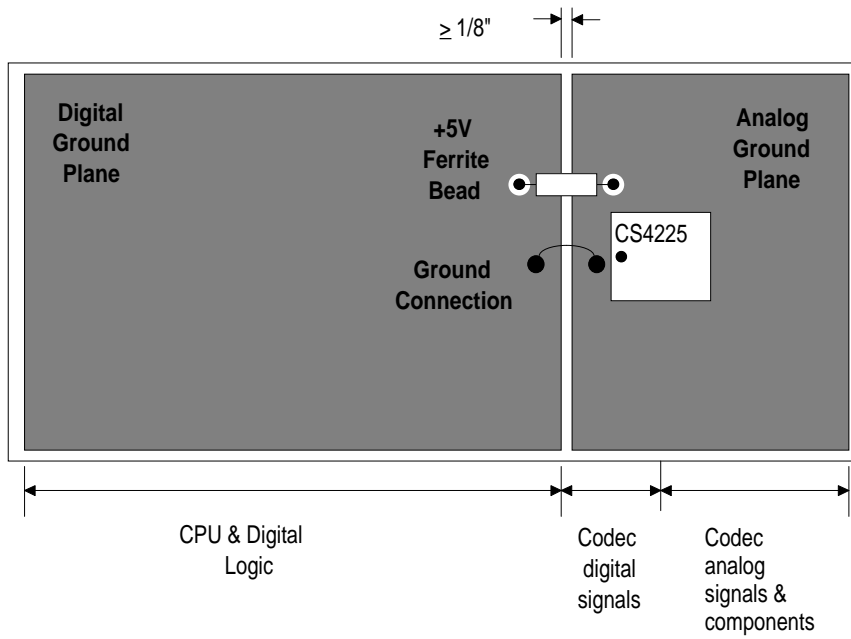 ≥ 1/8"
Digital
Ground
Plane
+5V
Ferrite
Bead
Analog
Ground
Plane
CS4225
Ground
Connection
CPU & Digital
Logic
Codec
digital
signals
Codec
analog
signals &
components